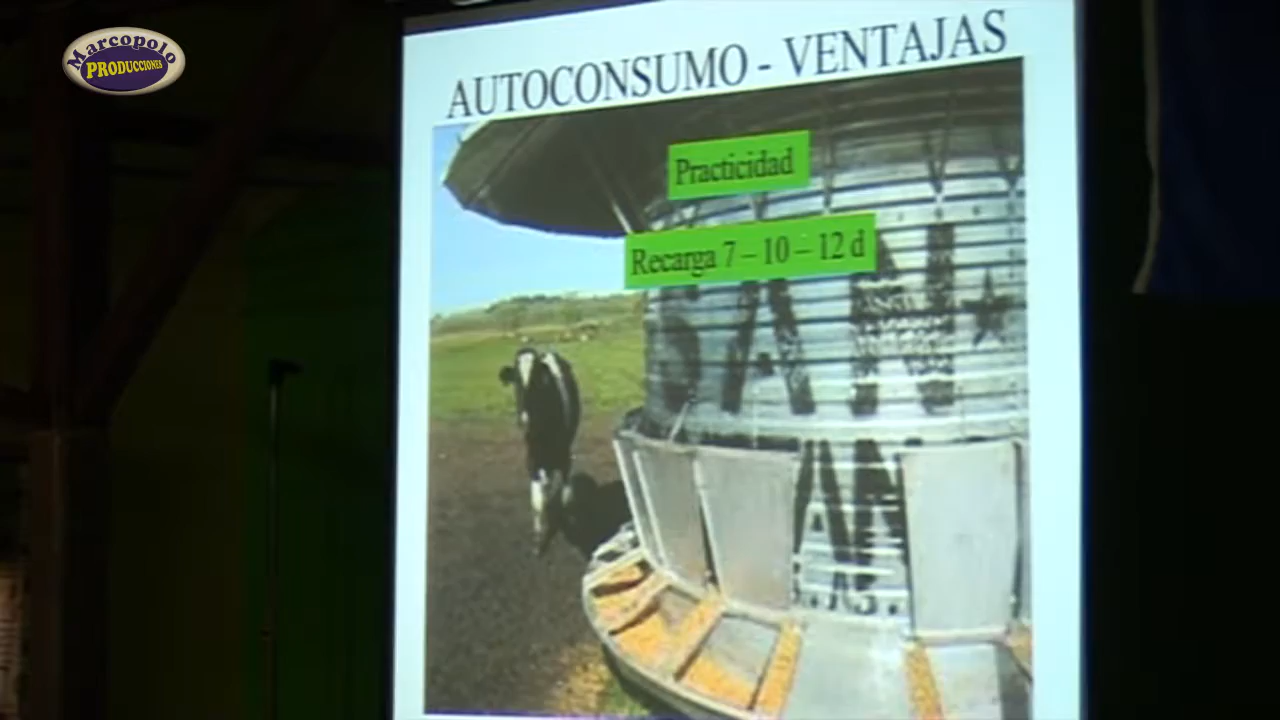 Marcopolo
PRODUCCIONES
AUTOCONSUMO - VENTAJAS
Practicidad
Recarga 7 – 10 – 12 d